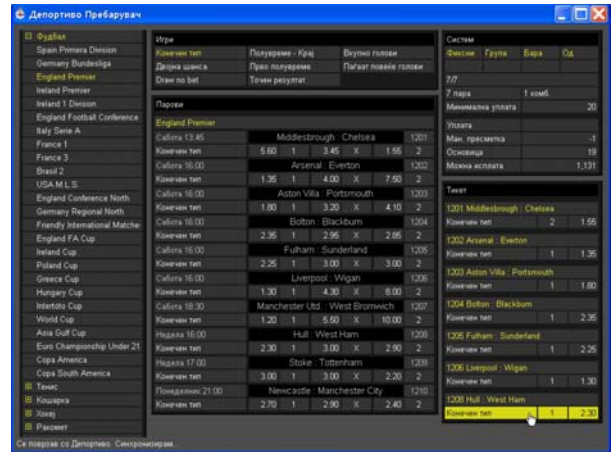 Депортиво Пребарувач
Фудбал
Spain Primera Division
Germany Bundesliga
England Premier
Ireland Premier
Ireland 1 Division
England Football Conference
Italy Serie A
France 1
France 3
Brasil 2
USA M.L.S.
England Conference North
Germany Regional North
Friendly International Matche
England FA Cup
Ireland Cup
Poland Cup
Greece Cup
Hungary Cup
Intertoto Cup
World Cup
Asia Gulf Cup
Euro Championship Under 21
Copa America
Copa South America
Тенис
Кошарка
Хокеј
Ракомет
Игри
Конечен тип Полувреме - Крај Вкупно голови
Двојна шанса Прво полувреме Паѓаат повеќе голови
Draw no bet Точен резултат
Парови
England Premier
Сабота 13:45 Middlesbrough : Chelsea 1201
Конечен тип 5.60 1 3.45 X 1.55 2
Сабота 16:00 Arsenal : Everton 1202
Конечен тип 1.35 1 4.00 X 7.50 2
Сабота 16:00 Aston Villa : Portsmouth 1203
Конечен тип 1.80 1 3.20 X 4.10 2
Сабота 16:00 Bolton : Blackburn 1204
Конечен тип 2.35 1 2.95 X 2.85 2
Сабота 16:00 Fulham : Sunderland 1205
Конечен тип 2.25 1 3.00 X 3.00 2
Сабота 16:00 Liverpool : Wigan 1206
Конечен тип 1.30 1 4.30 X 8.00 2
Сабота 18:30 Manchester Utd : West Bromwich 1207
Конечен тип 1.20 1 5.50 X 10.00 2
Недела 16:00 Hull : West Ham 1208
Конечен тип 2.30 1 3.00 X 2.90 2
Недела 17:00 Stoke : Tottenham 1209
Конечен тип 3.00 1 3.00 X 2.20 2
Понеделник 21:00 Newcastle : Manchester City 1210
Конечен тип 2.70 1 2.90 X 2.40 2
Систем
Фиксни Група Бара Од
7/7
7 пара 1 комб.
Минимална уплата 20
Уплата
Ман. пресметка -1
Основица 19
Можна исплата 1,131
Тикет
1201 Middlesbrough : Chelsea
Конечен тип 2 1.55
1202 Arsenal : Everton
Конечен тип 1 1.35
1203 Aston Villa : Portsmouth
Конечен тип 1 1.80
1204 Bolton : Blackburn
Конечен тип 1 2.35
1205 Fulham : Sunderland
Конечен тип 1 2.25
1206 Liverpool : Wigan
Конечен тип 1 1.30
1208 Hull : West Ham
Конечен тип 1 2.30
Се поврзав со Депортиво. Синхронизирам...